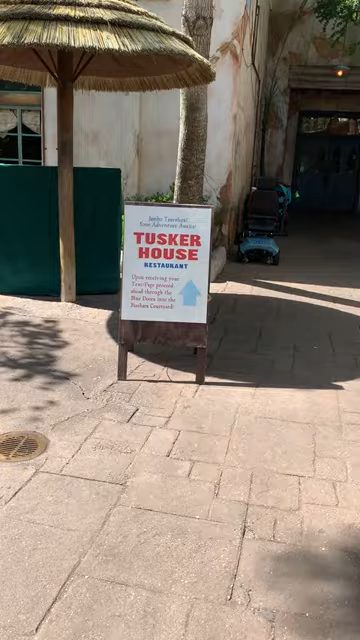 Jambo Travelers!
Your Adventure Awaits!
TUSKER
HOUSE
RESTAURANT
Upon receiving your
Text/Page proceed
ahead through the
Blue Doors into the
Harambe Courtyard!